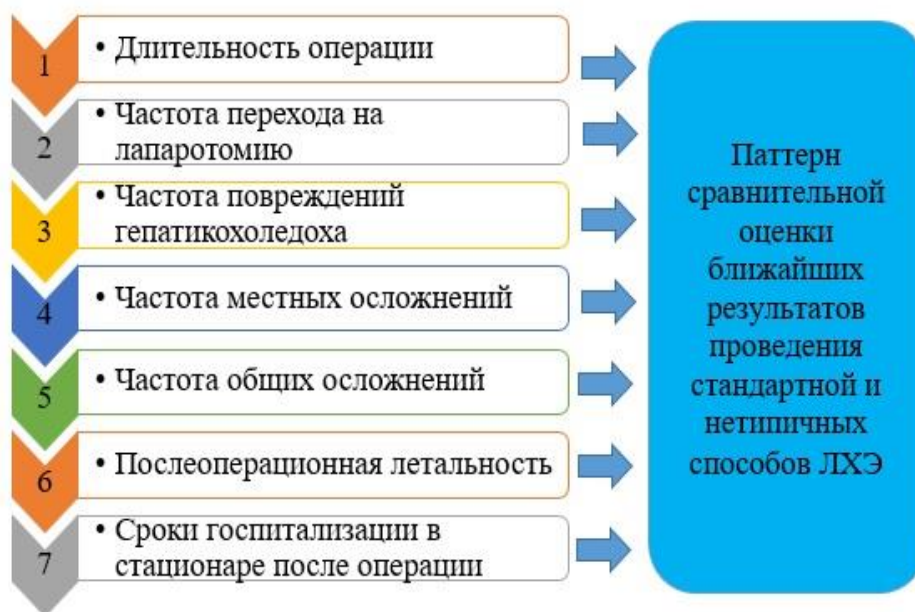 1
• Длительность операции
2
• Частота перехода на
лапаротомию
3
• Частота повреждений
гепатикохоледоха
4
• Частота местных осложнений
5
• Частота общих осложнений
6
• Послеоперационная летальность
7
• Сроки госпитализации в
стационаре после операции
Паттерн
сравнительной
оценки
ближайших
результатов
проведения
стандартной и
нетипичных
способов ЛХЭ